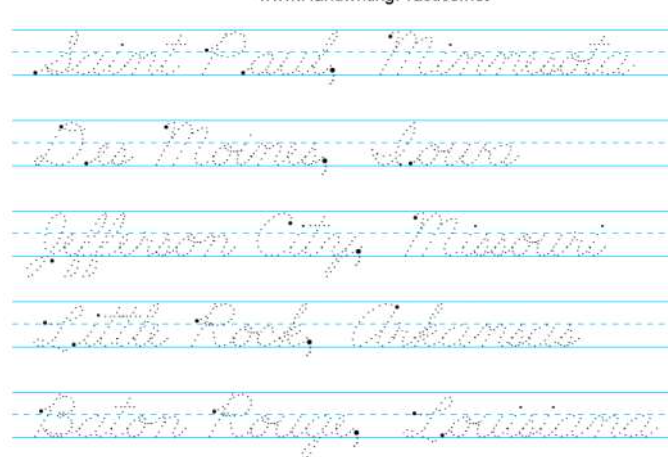 Saint Paul, Minnesota
Des Moines, Iowa
Jefferson City, Missouri
Little Rock, Arkansas
Baton Rouge, Louisiana